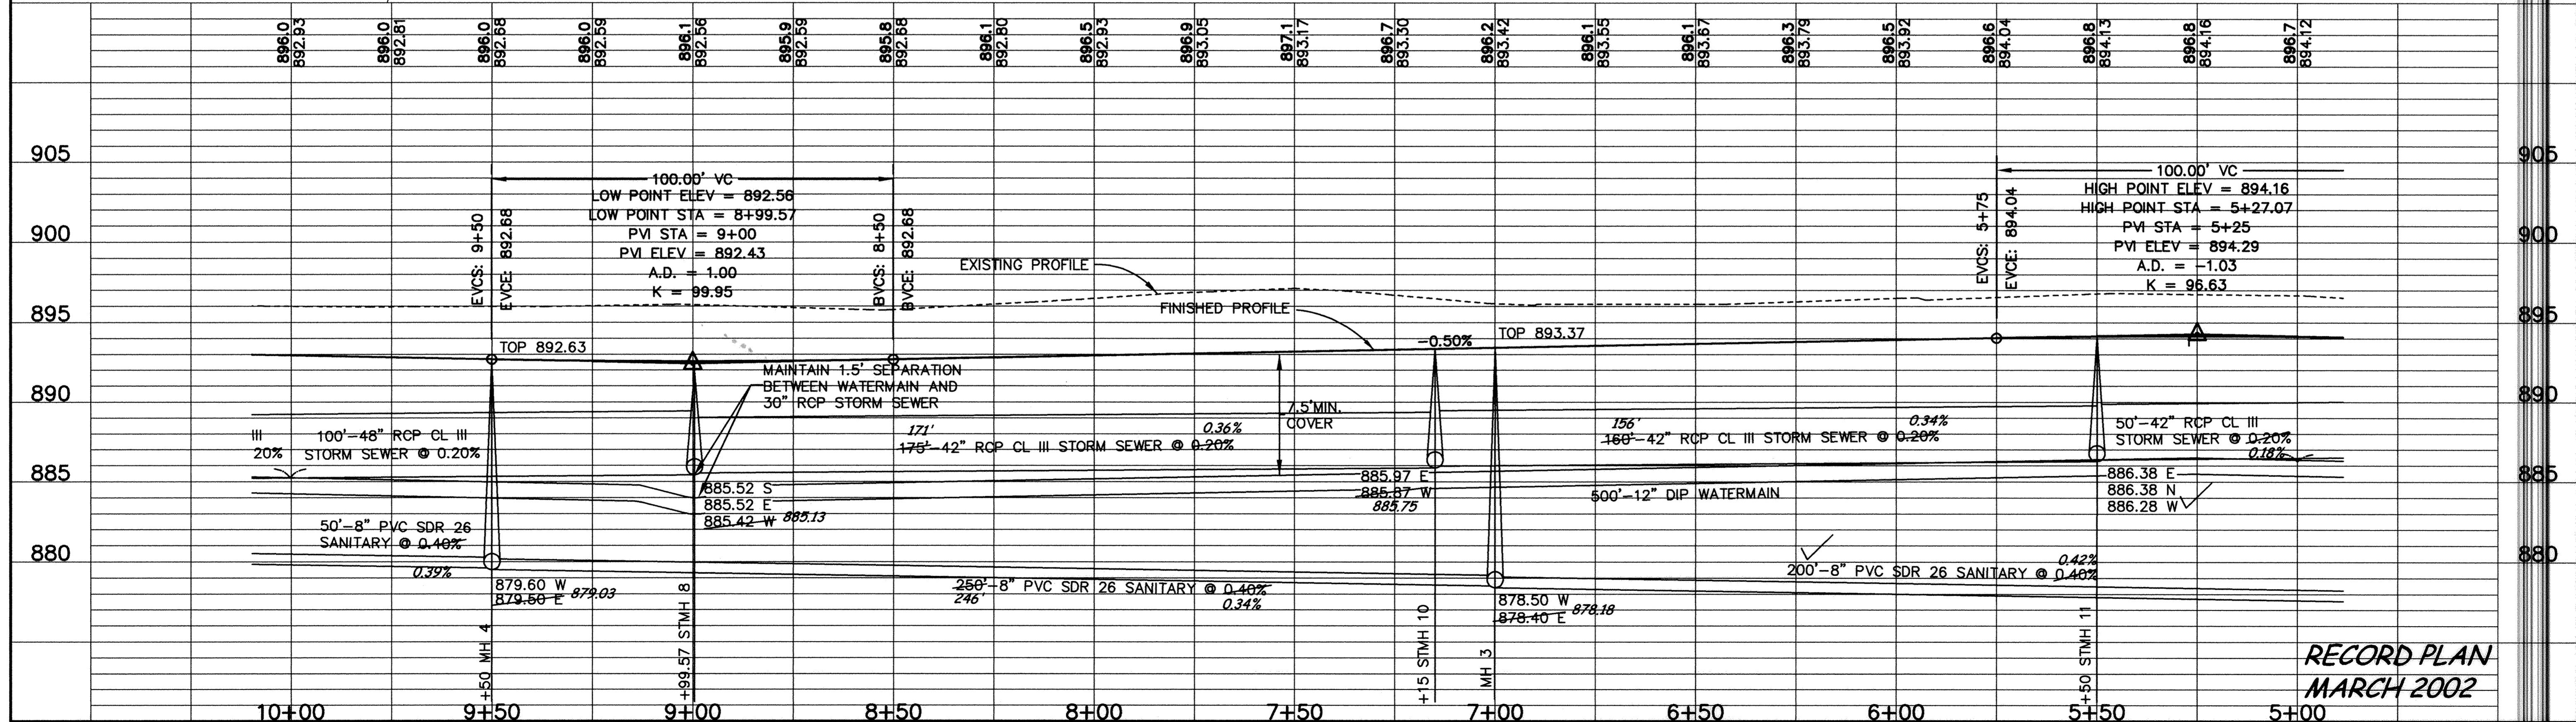 896.0
892.93
896.0
892.81
896.0
892.68
896.0
892.59
896.1
892.56
895.9
892.59
895.8
892.68
896.1
892.80
896.5
892.93
896.9
893.05
897.1
893.17
896.7
893.30
896.2
893.42
896.1
893.55
896.1
893.67
896.3
893.79
896.5
893.92
896.6
894.04
896.8
894.13
896.8
894.16
896.7
894.12
905
900
895
890
885
880
EVCS: 9+50
EVCE: 892.68
100.00' VC
LOW POINT ELEV = 892.56
LOW POINT STA = 8+99.57
PVI STA = 9+00
PVI ELEV = 892.43
A.D. = 1.00
K = 99.95
BVCS: 8+50
BVCE: 892.68
EXISTING PROFILE
FINISHED PROFILE
EVCS: 5+75
EVCE: 894.04
100.00' VC
HIGH POINT ELEV = 894.16
HIGH POINT STA = 5+27.07
PVI STA = 5+25
PVI ELEV = 894.29
A.D. = -1.03
K = 96.63
905
900
895
890
885
880
TOP 892.63
-0.50%
TOP 893.37
MAINTAIN 1.5' SEPARATION
BETWEEN WATERMAIN AND
30" RCP STORM SEWER
7.5'MIN.
COVER
III
20%
100'-48" RCP CL III
STORM SEWER @ 0.20%
171'
0.36%
175'-42" RCP CL III STORM SEWER @ 0.20%
156'
0.34%
160'-42" RCP CL III STORM SEWER @ 0.20%
50'-42" RCP CL III
STORM SEWER @ 0.20%
0.18%
885.52 S
885.52 E
885.42 W 885.13
885.97 E
885.87 W
885.75
500'-12" DIP WATERMAIN
886.38 E
886.38 N
886.28 W
50'-8" PVC SDR 26
SANITARY @ 0.40%
0.39%
879.60 W
879.50 E 879.03
250'-8" PVC SDR 26 SANITARY @ 0.40%
246'
0.34%
878.50 W
878.40 E 878.18
0.42%
200'-8" PVC SDR 26 SANITARY @ 0.40%
+50 MH 4
+99.57 STMH 8
+15 STMH 10
MH 3
+50 STMH 11
RECORD PLAN
MARCH 2002
10+00
9+50
9+00
8+50
8+00
7+50
7+00
6+50
6+00
5+50
5+00